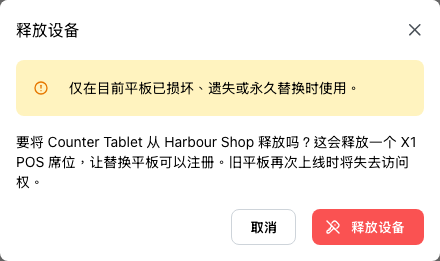 释放设备
仅在目前平板已损坏、遗失或永久替换时使用。
要将 Counter Tablet 从 Harbour Shop 释放吗？这会释放一个 X1
POS 席位，让替换平板可以注册。旧平板再次上线时将失去访问
权。
取消
释放设备